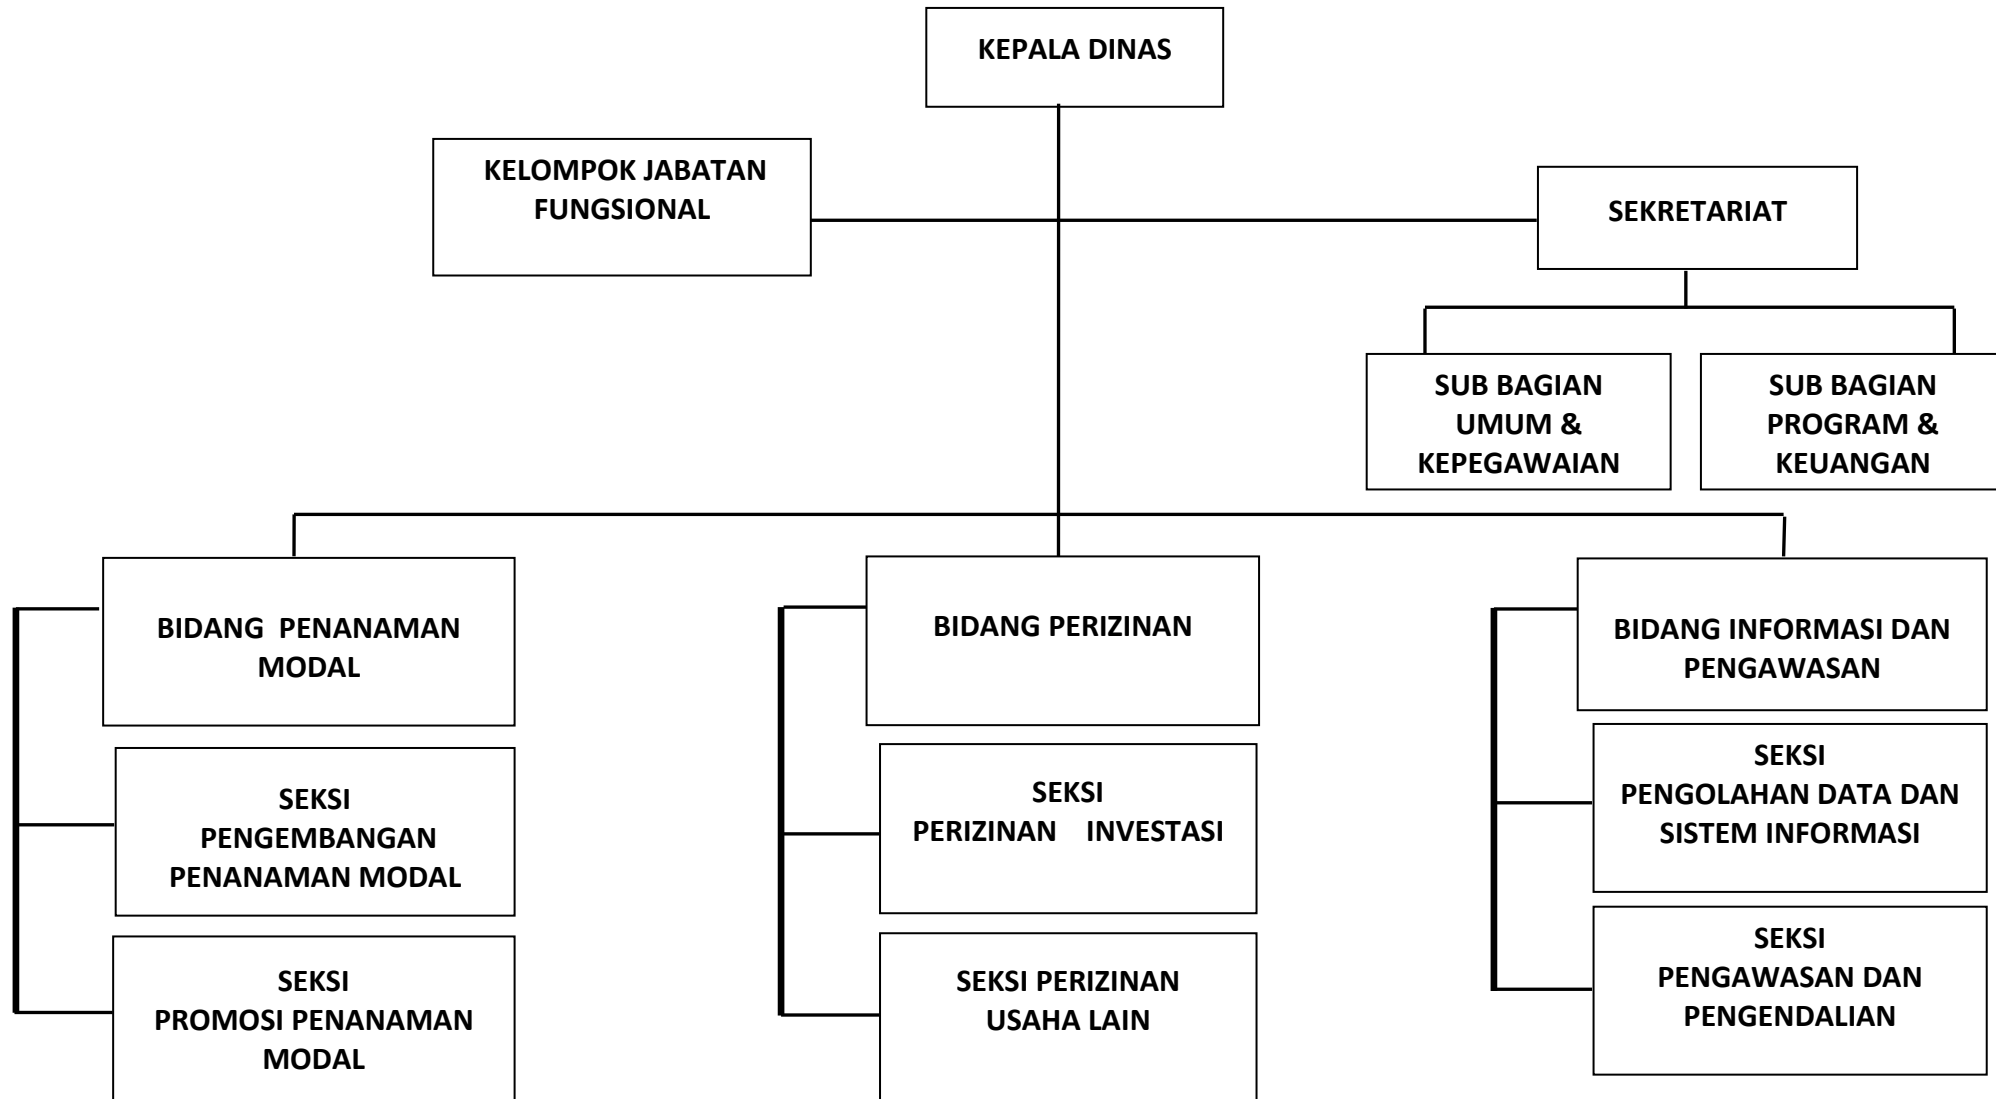 KEPALA DINAS
KELOMPOK JABATAN
FUNGSIONAL
SEKRETARIAT
SUB BAGIAN
UMUM &
KEPEGAWAIAN
SUB BAGIAN
PROGRAM &
KEUANGAN
BIDANG PENANAMAN
MODAL
SEKSI
PENGEMBANGAN
PENANAMAN MODAL
SEKSI
PROMOSI PENANAMAN
MODAL
BIDANG PERIZINAN
SEKSI
PERIZINAN INVESTASI
SEKSI PERIZINAN
USAHA LAIN
BIDANG INFORMASI DAN
PENGAWASAN
SEKSI
PENGOLAHAN DATA DAN
SISTEM INFORMASI
SEKSI
PENGAWASAN DAN
PENGENDALIAN